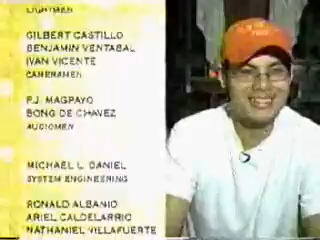 LIGHTMEN
GILBERT CASTILLO
BENJAMIN VENTABAL
IVAN VICENTE
CAMERAMEN
P.J. MAGPAYO
BONG DE CHAVEZ
AUDIOMEN
MICHAEL L. DANIEL
SYSTEM ENGINEERING
RONALD ALBANIO
ARIEL CALDELARRIO
NATHANIEL VILLAFUERTE